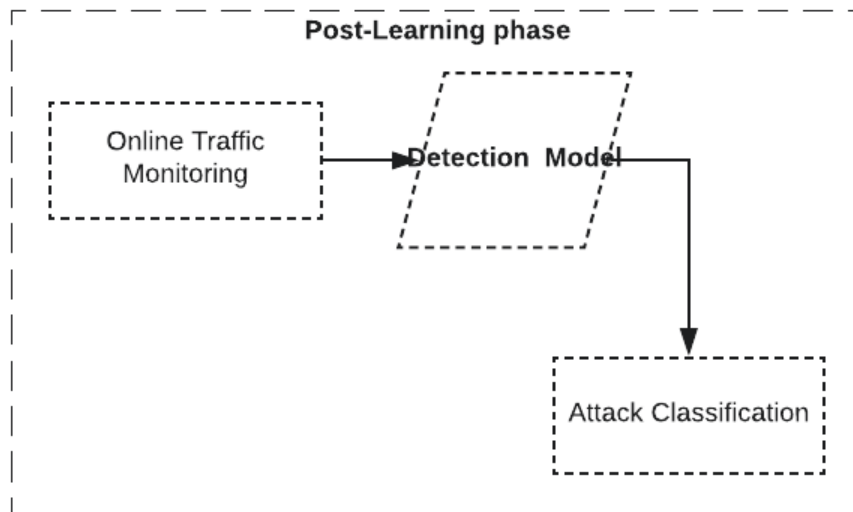 Post-Learning phase
Online Traffic
Monitoring
Detection Model
Attack Classification